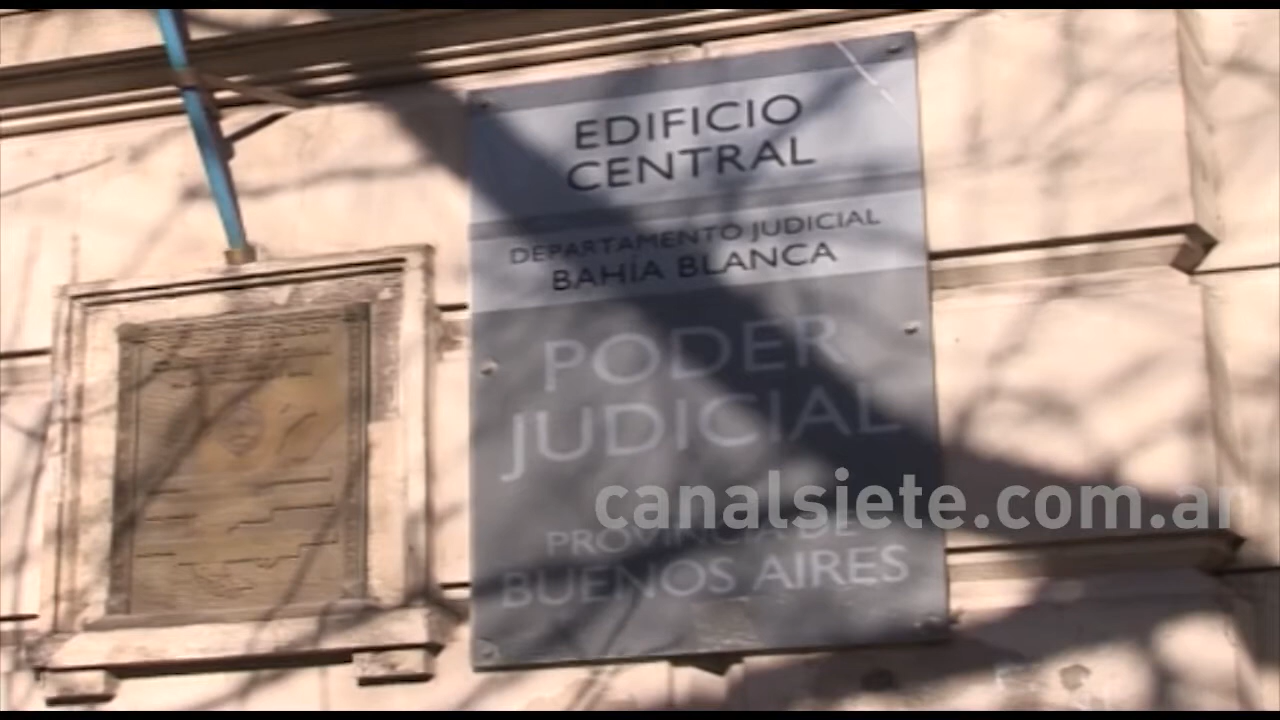 EDIFICIO
CENTRAL
DEPARTAMENTO JUDICIAL
BAHÍA BLANCA
PODER
JUDICIAL
canalsiete.com.ar
PROVINCIA DE
BUENOS AIRES